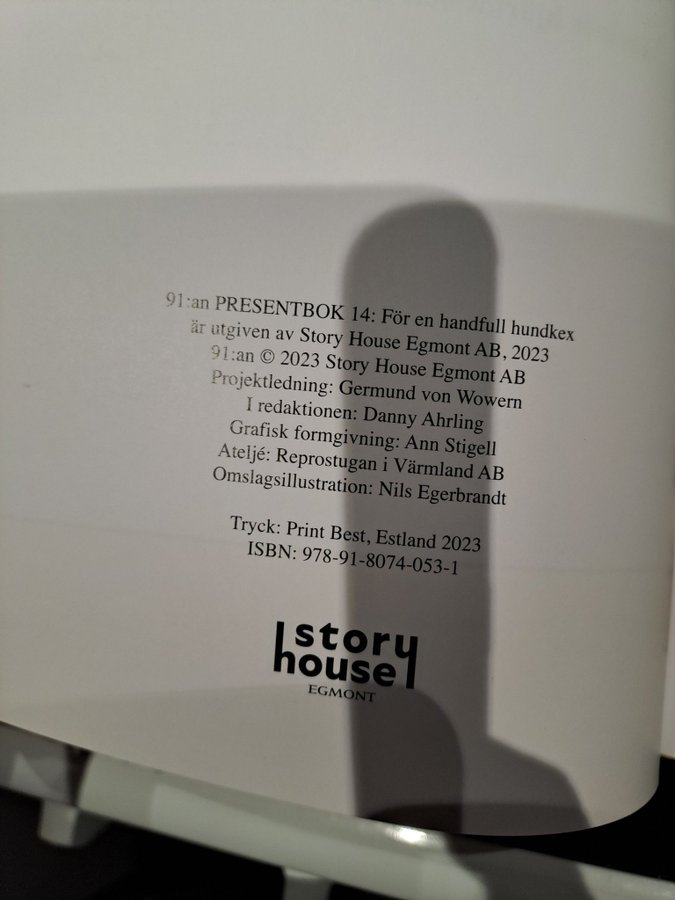 91:an PRESENTBOK 14: För en handfull hundkex
är utgiven av Story House Egmont AB, 2023
91:an © 2023 Story House Egmont AB
Projektledning: Germund von Wowern
I redaktionen: Danny Ahrling
Grafisk formgivning: Ann Stigell
Ateljé: Reprostugan i Värmland AB
Omslagsillustration: Nils Egerbrandt
Tryck: Print Best, Estland 2023
ISBN: 978-91-8074-053-1
story
house
EGMONT